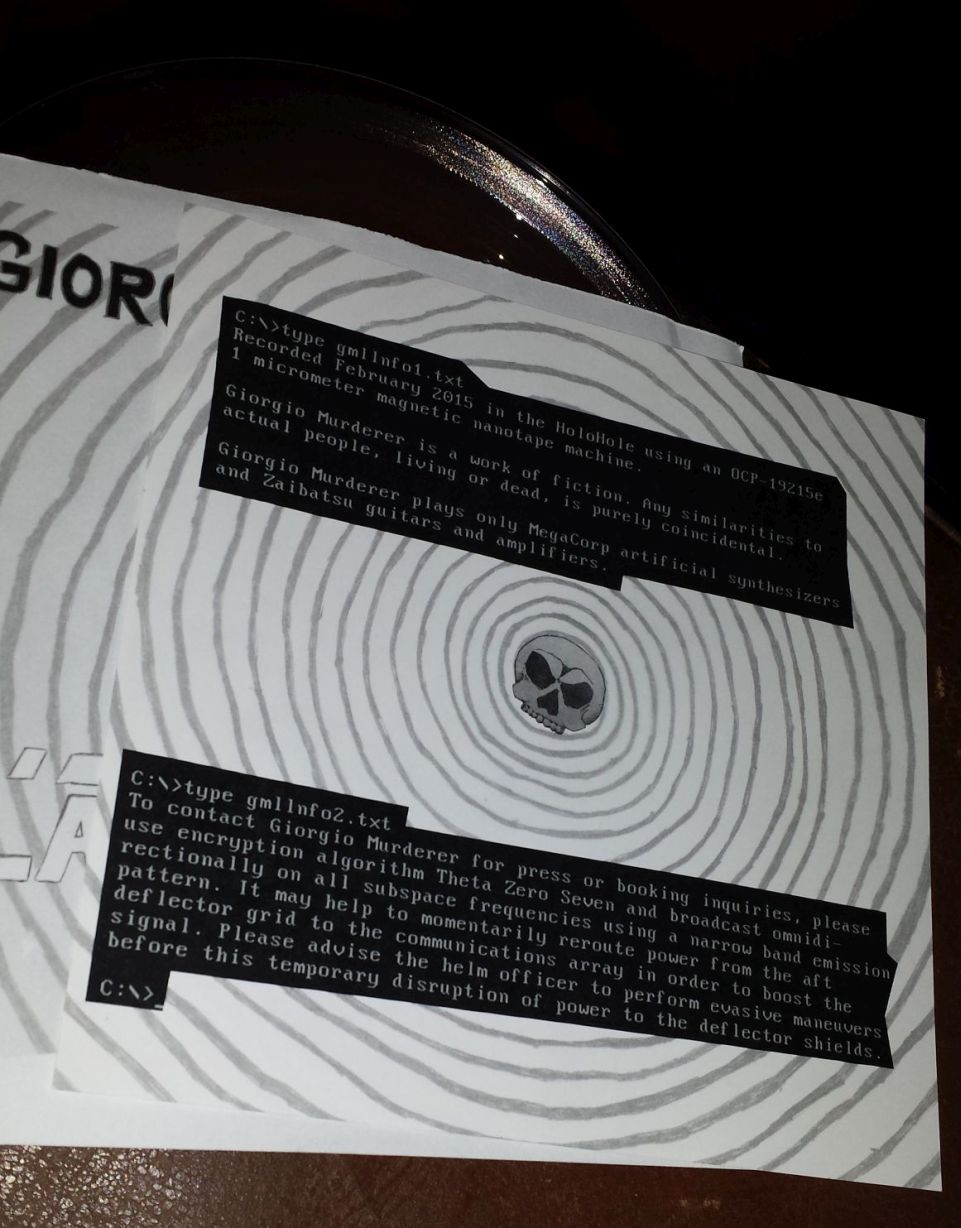 GIORG
C:\>type gm1Info1.txt
Recorded February 2015 in the HoloHole using an OCP-19215e
1 micrometer magnetic nanotape machine.
Giorgio Murderer is a work of fiction. Any similarities to
actual people, living or dead, is purely coincidental.
Giorgio Murderer plays only MegaCorp artificial synthesizers
and Zaibatsu guitars and amplifiers.
C:\>type gm1Info2.txt
To contact Giorgio Murderer for press or booking inquiries, please
use encryption algorithm Theta Zero Seven and broadcast omnidi-
rectionally on all subspace frequencies using a narrow band emission
pattern. It may help to momentarily reroute power from the aft
deflector grid to the communications array in order to boost the
signal. Please advise the helm officer to perform evasive maneuvers
before this temporary disruption of power to the deflector shields.
C:\>_